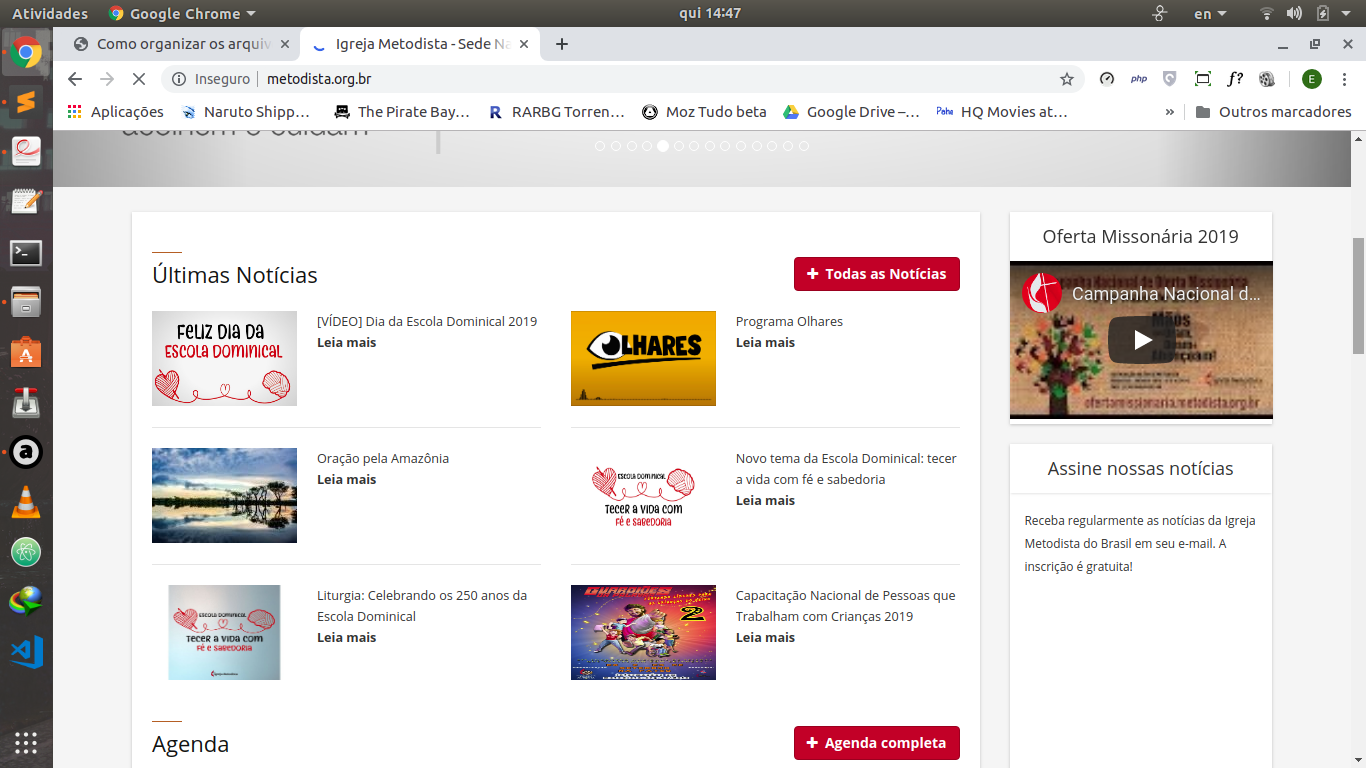 Atividades
Google Chrome
qui 14:47
en
Como organizar os arquiv
Igreja Metodista - Sede Na
Inseguro
metodista.org.br
php
f?
E
Aplicações
Naruto Shipp…
The Pirate Bay…
RARBG Torren…
Moz Tudo beta
Google Drive –…
Pahe
HQ Movies at…
»
Outros marcadores
assinem e cuidam
Últimas Notícias
Todas as Notícias
FELIZ DIA DA
ESCOLA DOMINICAL
[VÍDEO] Dia da Escola Dominical 2019
Leia mais
OLHARES
Programa Olhares
Leia mais
Oração pela Amazônia
Leia mais
ESCOLA DOMINICAL
TECER A VIDA COM
FÉ E SABEDORIA
Novo tema da Escola Dominical: tecer
a vida com fé e sabedoria
Leia mais
ESCOLA DOMINICAL
TECER A VIDA COM
FÉ E SABEDORIA
Liturgia: Celebrando os 250 anos da
Escola Dominical
Leia mais
2
Capacitação Nacional de Pessoas que
Trabalham com Crianças 2019
Leia mais
Agenda
Agenda completa
Oferta Missonária 2019
Campanha Nacional d…
Mãos
ofertamissionaria.metodista.org.br
Assine nossas notícias
Receba regularmente as notícias da Igreja
Metodista do Brasil em seu e-mail. A
inscrição é gratuita!